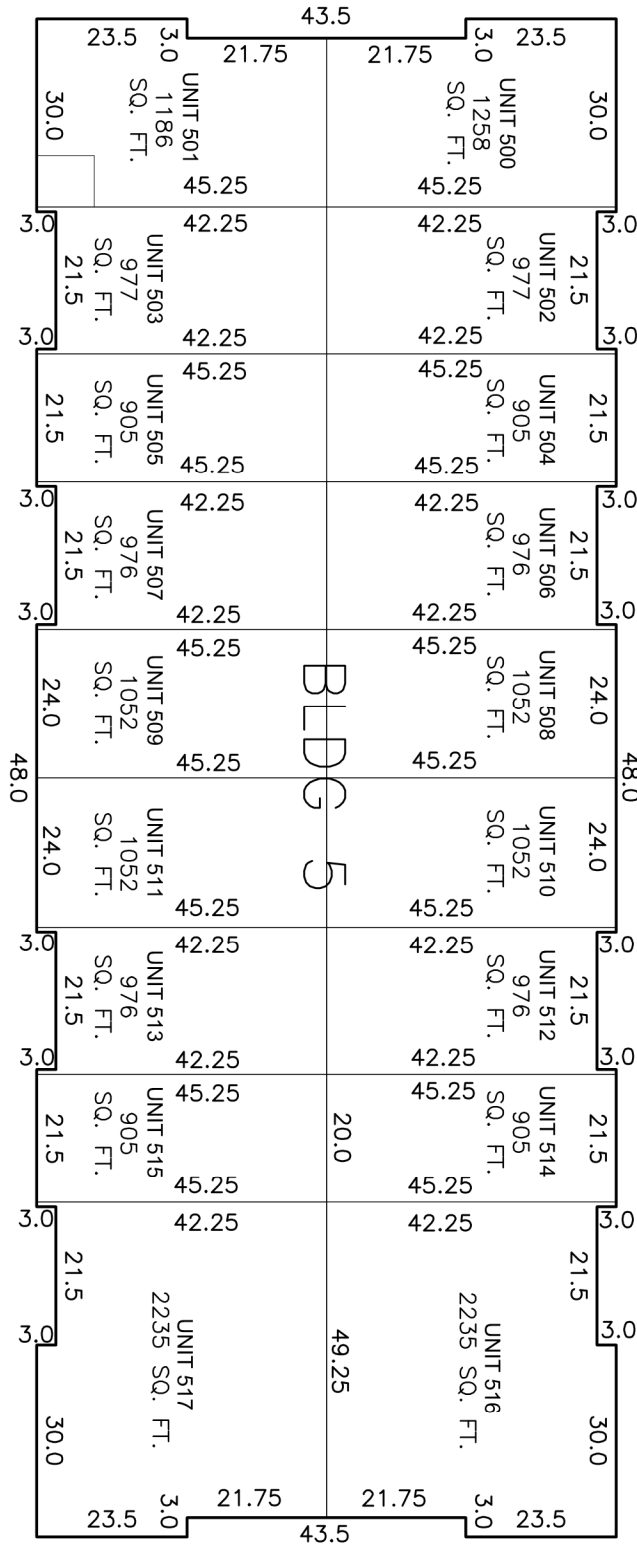 43.5
23.5
3.0
21.75
21.75
3.0
23.5
30.0
UNIT 501
1186
SQ. FT.
45.25
UNIT 500
1258
SQ. FT.
45.25
30.0
3.0
21.5
3.0
UNIT 503
977
SQ. FT.
42.25
42.25
42.25
42.25
UNIT 502
977
SQ. FT.
3.0
21.5
3.0
21.5
UNIT 505
905
SQ. FT.
45.25
45.25
45.25
45.25
UNIT 504
905
SQ. FT.
21.5
3.0
21.5
3.0
UNIT 507
976
SQ. FT.
42.25
42.25
42.25
42.25
UNIT 506
976
SQ. FT.
3.0
21.5
3.0
24.0
UNIT 509
1052
SQ. FT.
45.25
45.25
BLDG 5
45.25
45.25
UNIT 508
1052
SQ. FT.
24.0
48.0
48.0
24.0
UNIT 511
1052
SQ. FT.
45.25
45.25
UNIT 510
1052
SQ. FT.
24.0
3.0
21.5
3.0
UNIT 513
976
SQ. FT.
42.25
42.25
42.25
42.25
UNIT 512
976
SQ. FT.
3.0
21.5
3.0
21.5
UNIT 515
905
SQ. FT.
45.25
45.25
20.0
45.25
45.25
UNIT 514
905
SQ. FT.
21.5
3.0
21.5
3.0
42.25
42.25
3.0
21.5
3.0
UNIT 517
2235 SQ. FT.
49.25
UNIT 516
2235 SQ. FT.
30.0
30.0
23.5
3.0
21.75
21.75
3.0
23.5
43.5